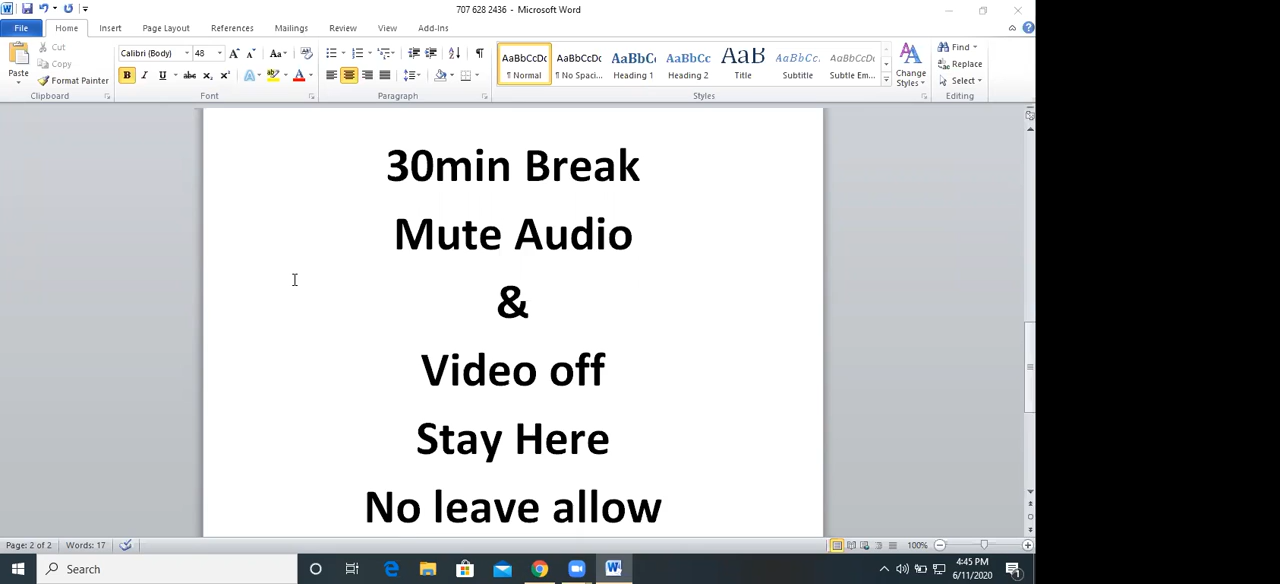 707 628 2436 - Microsoft Word
File Home Insert Page Layout References Mailings Review View Add-Ins
Paste
Cut
Copy
Format Painter
Clipboard
Calibri (Body) 48
Font
Paragraph
AaBbCcDc AaBbCcDc AaBbC AaBbCc AaB AaBbCc. AaBbCcDc
¶ Normal ¶ No Spaci... Heading 1 Heading 2 Title Subtitle Subtle Em...
Styles
Change
Styles
Find
Replace
Select
Editing
30min Break
Mute Audio
&
Video off
Stay Here
No leave allow
Page: 2 of 2 Words: 17 100%
Search
4:45 PM
6/11/2020